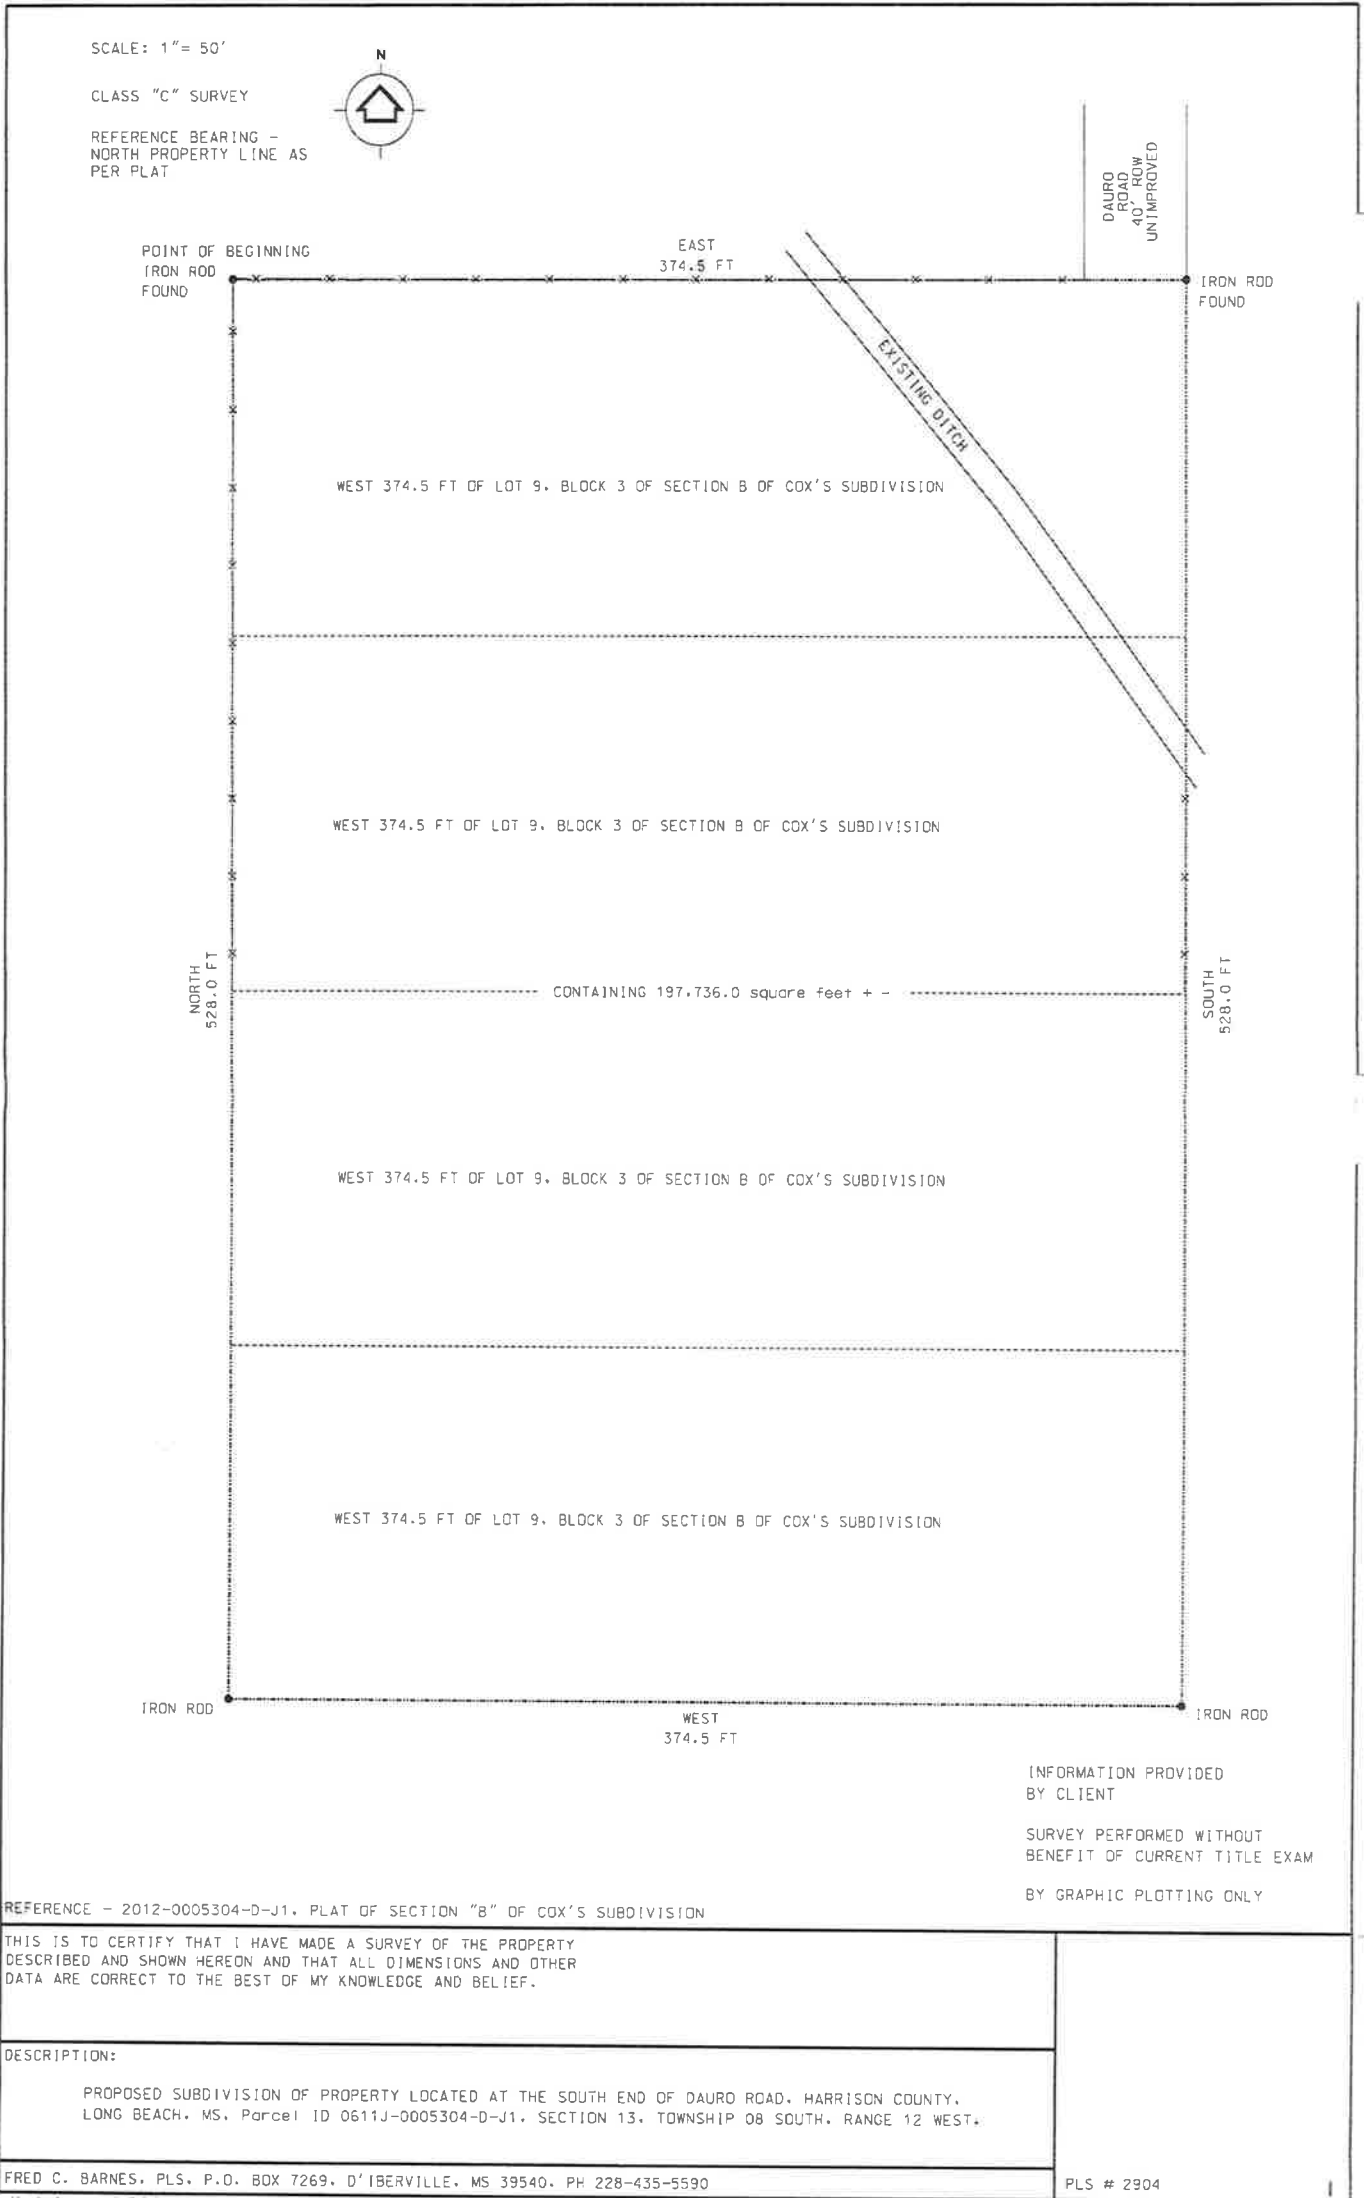 SCALE: 1"= 50'
N
CLASS "C" SURVEY
REFERENCE BEARING -
NORTH PROPERTY LINE AS
PER PLAT
DAURO
ROAD
40' ROW
UNIMPROVED
POINT OF BEGINNING
IRON ROD
FOUND
EAST
374.5 FT
IRON ROD
FOUND
EXISTING DITCH
WEST 374.5 FT OF LOT 9, BLOCK 3 OF SECTION B OF COX'S SUBDIVISION
WEST 374.5 FT OF LOT 9, BLOCK 3 OF SECTION B OF COX'S SUBDIVISION
NORTH
528.0 FT
CONTAINING 197,736.0 square feet + -
SOUTH
528.0 FT
WEST 374.5 FT OF LOT 9, BLOCK 3 OF SECTION B OF COX'S SUBDIVISION
WEST 374.5 FT OF LOT 9, BLOCK 3 OF SECTION B OF COX'S SUBDIVISION
IRON ROD
WEST
374.5 FT
IRON ROD
INFORMATION PROVIDED
BY CLIENT
SURVEY PERFORMED WITHOUT
BENEFIT OF CURRENT TITLE EXAM
BY GRAPHIC PLOTTING ONLY
REFERENCE - 2012-0005304-D-J1, PLAT OF SECTION "B" OF COX'S SUBDIVISION
THIS IS TO CERTIFY THAT I HAVE MADE A SURVEY OF THE PROPERTY
DESCRIBED AND SHOWN HEREON AND THAT ALL DIMENSIONS AND OTHER
DATA ARE CORRECT TO THE BEST OF MY KNOWLEDGE AND BELIEF.
DESCRIPTION:
PROPOSED SUBDIVISION OF PROPERTY LOCATED AT THE SOUTH END OF DAURO ROAD, HARRISON COUNTY,
LONG BEACH, MS, Parcel ID 0611J-0005304-D-J1, SECTION 13, TOWNSHIP 08 SOUTH, RANGE 12 WEST.
FRED C. BARNES, PLS, P.O. BOX 7269, D'IBERVILLE, MS 39540, PH 228-435-5590
PLS # 2904